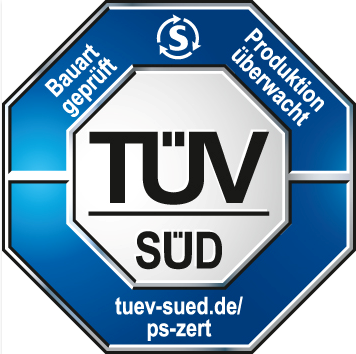 Bauart
geprüft
S
Produktion
überwacht
TÜV
SÜD
tuev-sued.de/
ps-zert